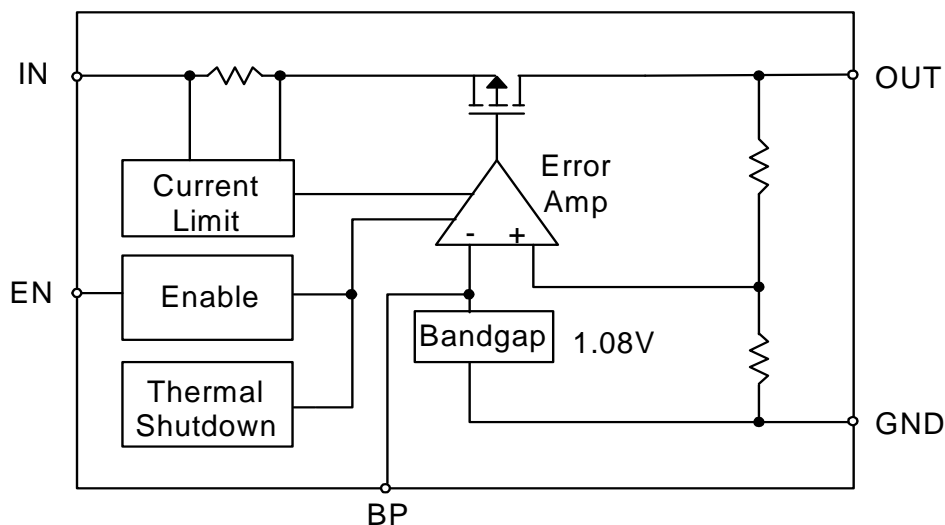 IN
OUT
Current
Limit
Error
Amp
- +
EN
Enable
Bandgap
1.08V
Thermal
Shutdown
GND
BP